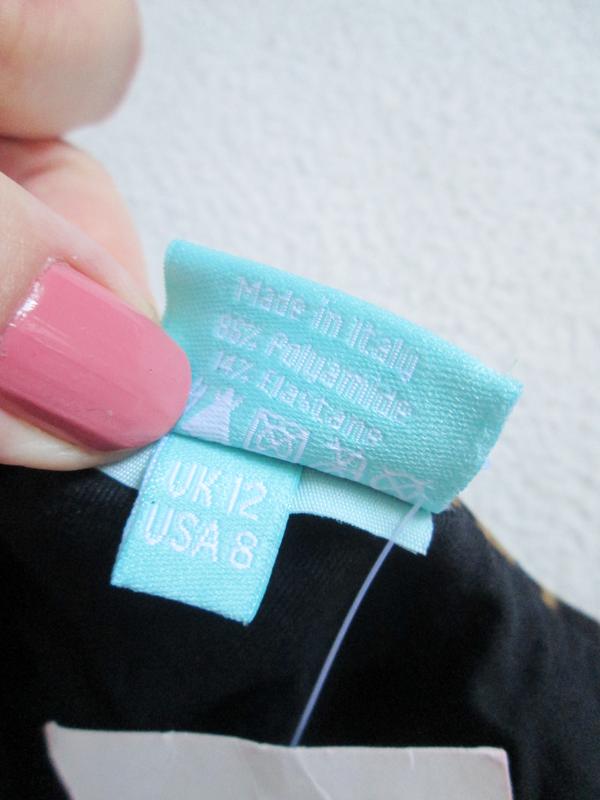 Made in Italy
86% Polyamide
14% Elastane
UK 12
USA 8